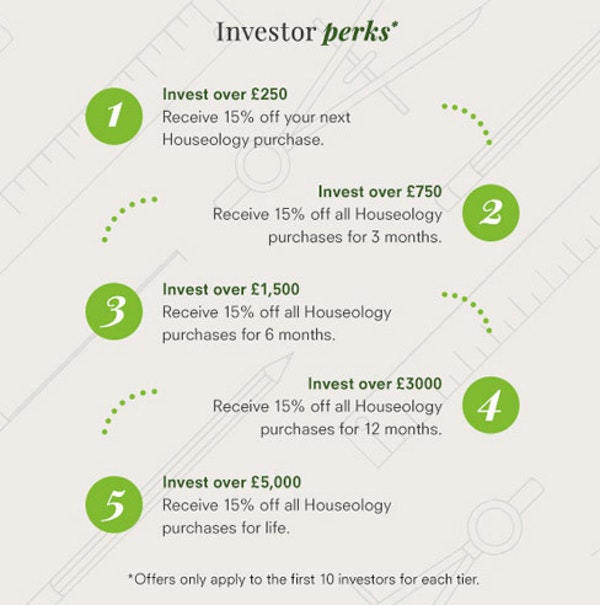 Investor perks*
1
Invest over £250
Receive 15% off your next
Houseology purchase.
2
Invest over £750
Receive 15% off all Houseology
purchases for 3 months.
3
Invest over £1,500
Receive 15% off all Houseology
purchases for 6 months.
4
Invest over £3000
Receive 15% off all Houseology
purchases for 12 months.
5
Invest over £5,000
Receive 15% off all Houseology
purchases for life.
*Offers only apply to the first 10 investors for each tier.